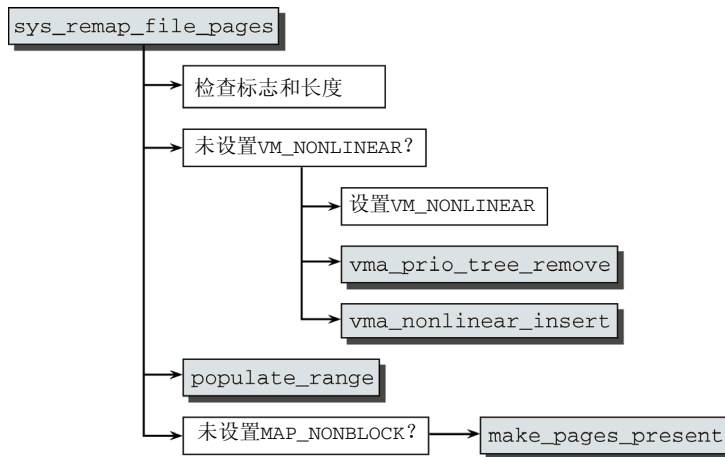 sys_remap_file_pages
检查标志和长度
未设置VM_NONLINEAR?
设置VM_NONLINEAR
vma_prio_tree_remove
vma_nonlinear_insert
populate_range
未设置MAP_NONBLOCK?
make_pages_present